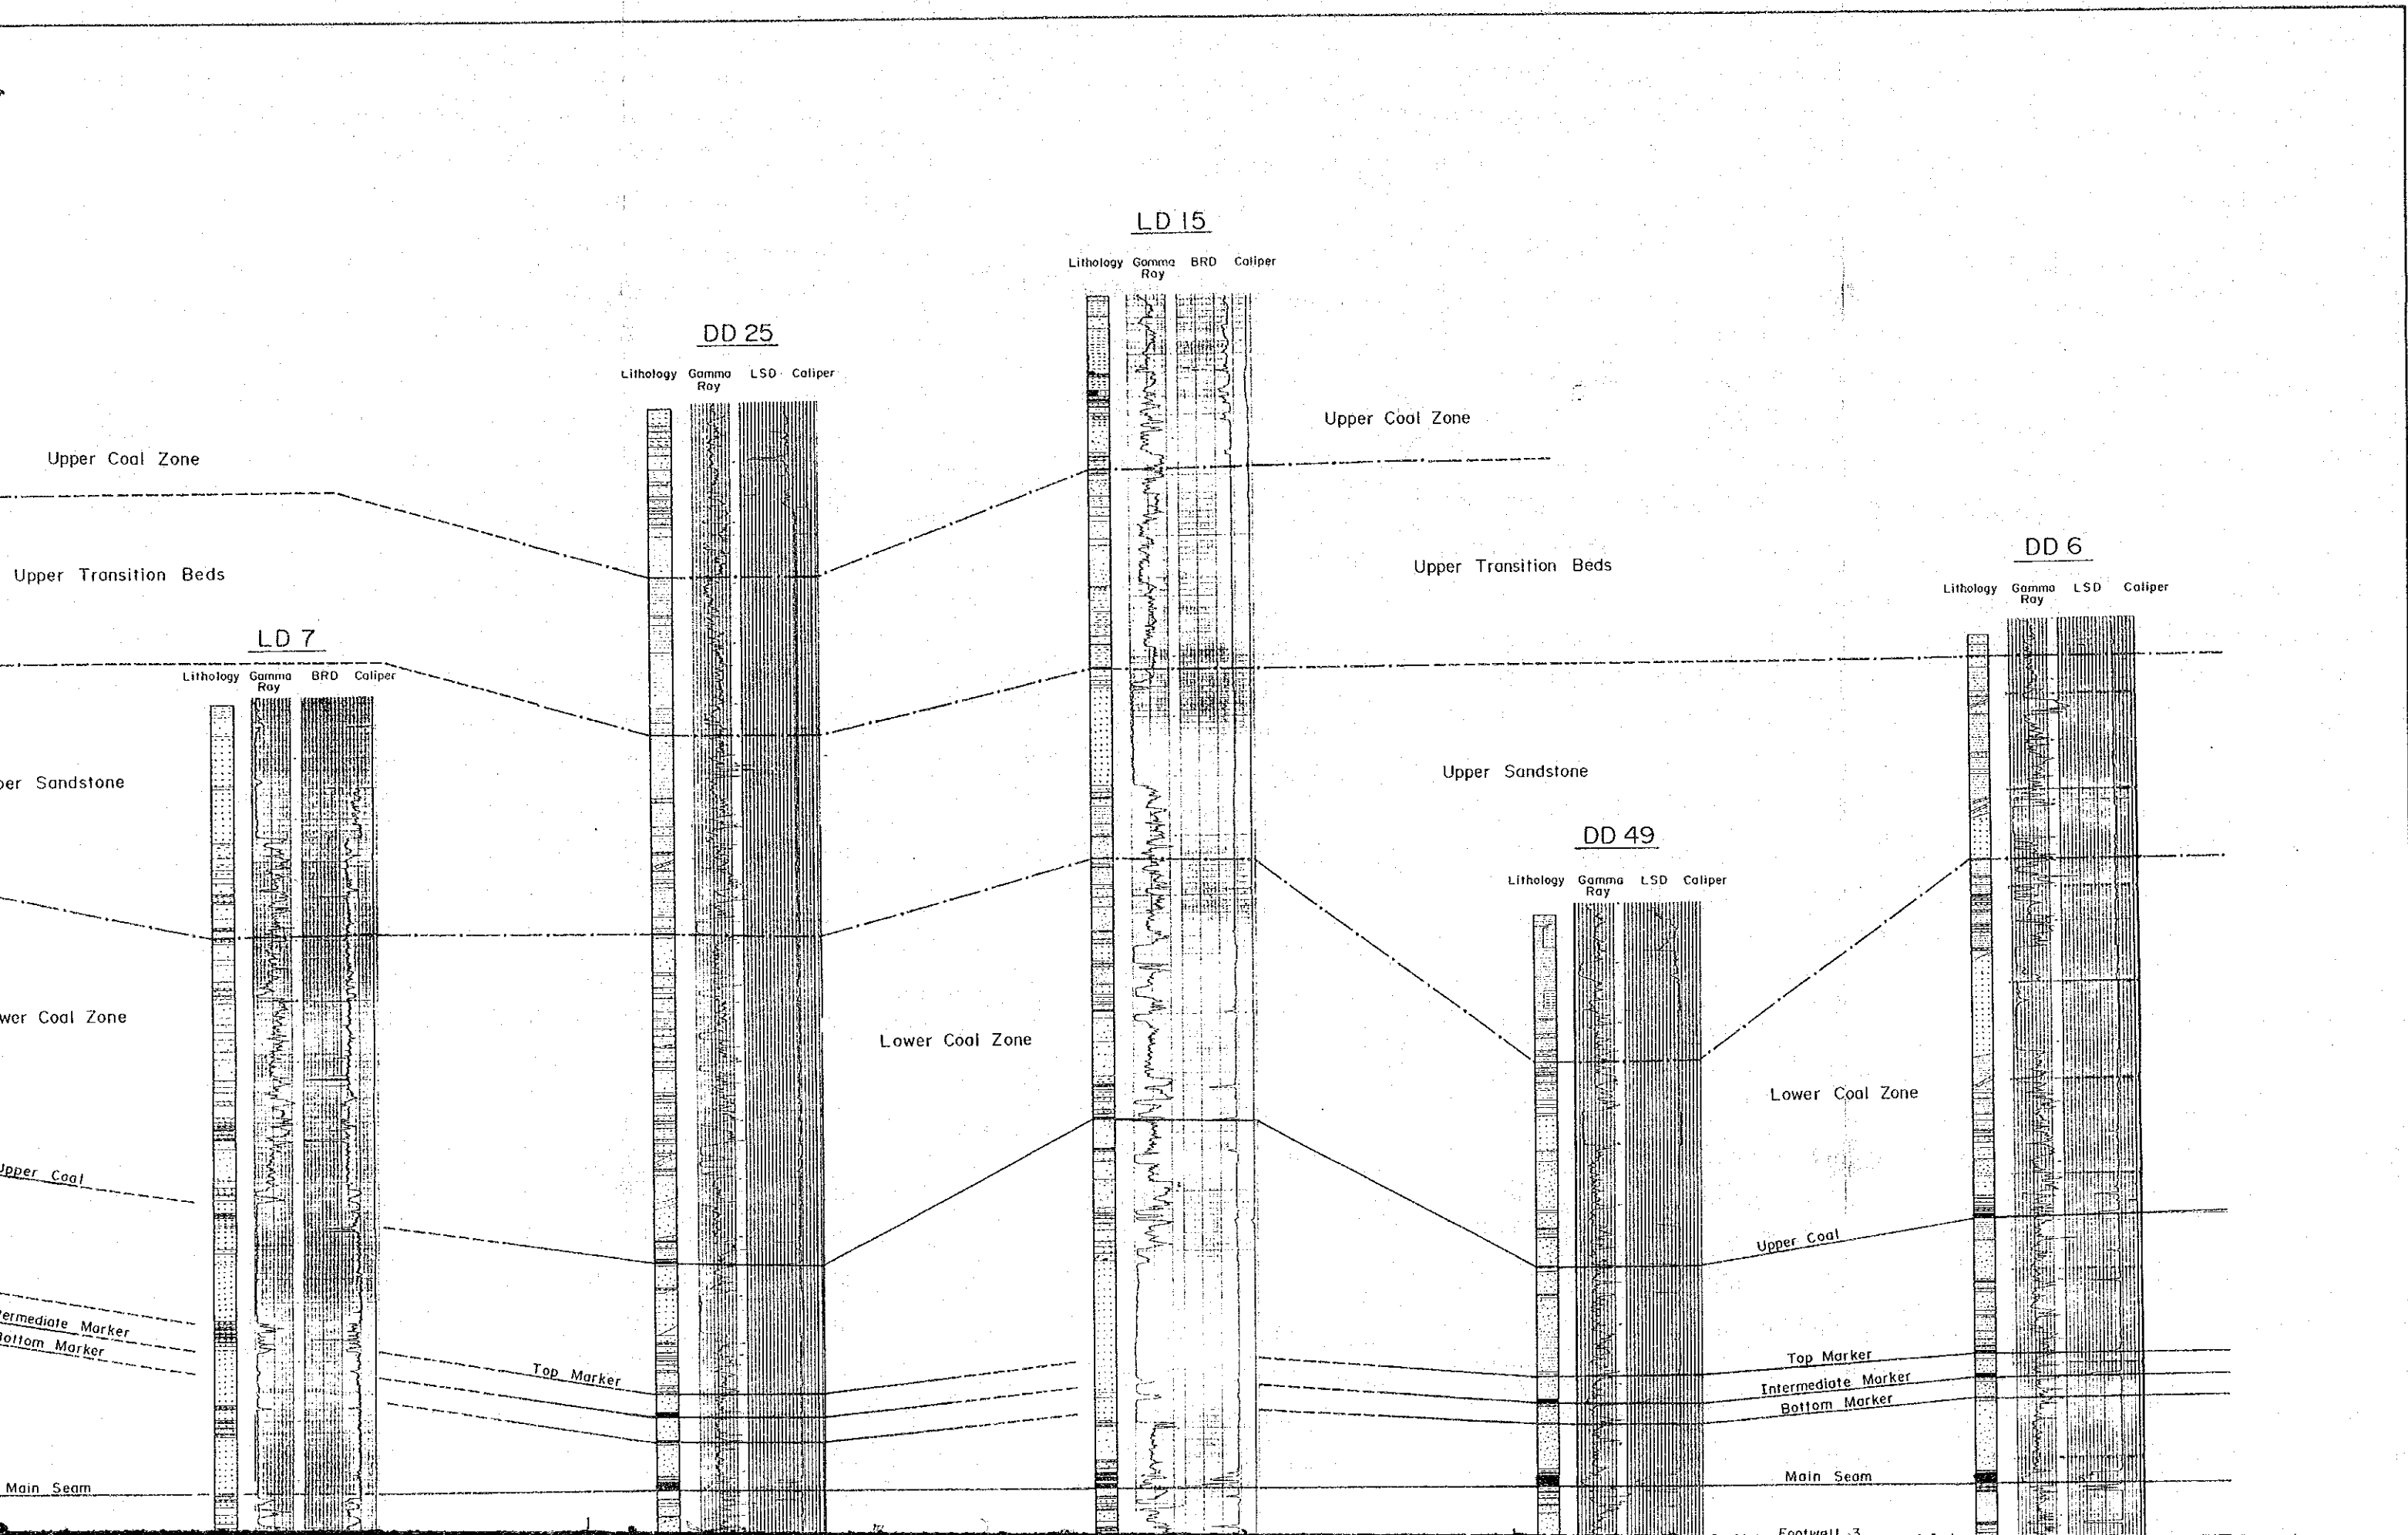 LD 15
Lithology Gamma Ray BRD Caliper
DD 25
Lithology Gamma Ray LSD Caliper
Upper Coal Zone
Upper Coal Zone
DD 6
Lithology Gamma Ray LSD Caliper
Upper Transition Beds
Upper Transition Beds
LD 7
Lithology Gamma Ray BRD Caliper
per Sandstone
Upper Sandstone
DD 49
Lithology Gamma Ray LSD Caliper
wer Coal Zone
Lower Coal Zone
Lower Coal Zone
Upper Coal
Upper Coal
termediate Marker
Bottom Marker
Top Marker
Top Marker
Intermediate Marker
Bottom Marker
Main Seam
Main Seam
Footwall 3